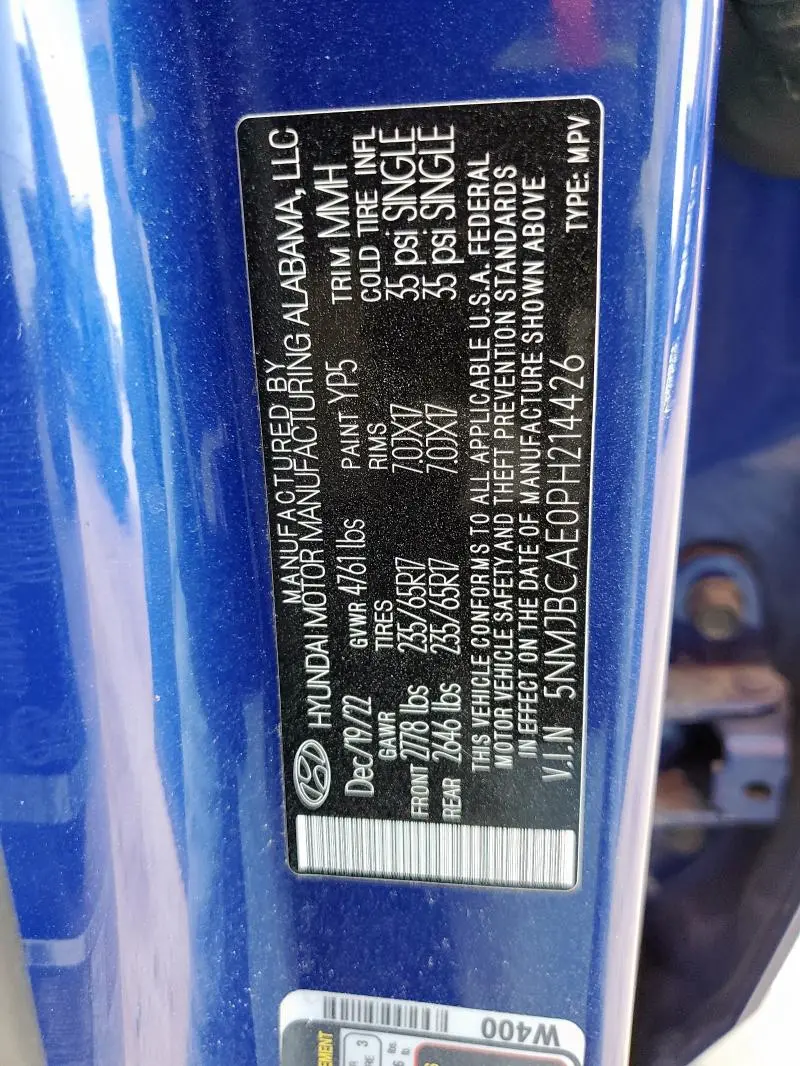 MANUFACTURED BY
HYUNDAI MOTOR MANUFACTURING ALABAMA, LLC
Dec/19/22 GVWR 4761 lbs PAINT YP5 TRIM MMH
GAWR TIRES RIMS COLD TIRE INFL
FRONT 2778 lbs 235/65R17 7.0JX17 35 psi SINGLE
REAR 2646 lbs 235/65R17 7.0JX17 35 psi SINGLE
THIS VEHICLE CONFORMS TO ALL APPLICABLE U.S.A. FEDERAL
MOTOR VEHICLE SAFETY AND THEFT PREVENTION STANDARDS
IN EFFECT ON THE DATE OF MANUFACTURE SHOWN ABOVE.
V.I.N 5NMJBCAE0PH214426 TYPE: MPV
W400